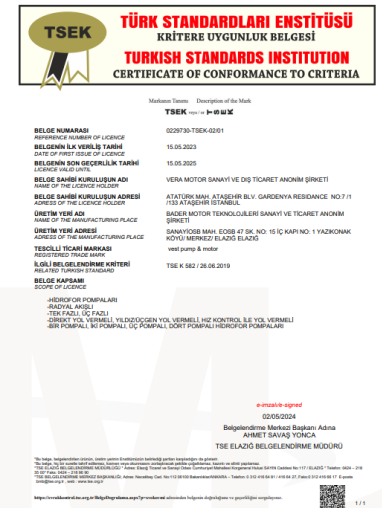 TSEK
TÜRK STANDARDLARI ENSTİTÜSÜ
KRİTERE UYGUNLUK BELGESİ
TURKISH STANDARDS INSTITUTION
CERTIFICATE OF CONFORMANCE TO CRITERIA
Markanın Tanımı Description of the Mark
TSEK veya / or TSEK
BELGE NUMARASI 0229730-TSEK-02/01
REFERENCE NUMBER OF LICENCE
BELGENİN İLK VERİLİŞ TARİHİ 15.05.2023
DATE OF FIRST ISSUE OF LICENCE
BELGENİN SON GEÇERLİLİK TARİHİ 15.05.2025
LICENCE VALID UNTIL
BELGE SAHİBİ KURULUŞUN ADI VERA MOTOR SANAYİ VE DIŞ TİCARET ANONİM
NAME OF THE LICENCE HOLDER ŞİRKETİ
BELGE SAHİBİ KURULUŞUN ADRESİ ATATÜRK MAH. ATAŞEHİR BLV. GARDENYA RESIDANCE NO:7 /1
ADRESS OF THE LICENCE HOLDER /133 ATAŞEHİR İSTANBUL
ÜRETİM YERİ ADI BADER MOTOR TEKNOLOJİLERİ SANAYİ VE TİCARET ANONİM
NAME OF THE MANUFACTURING PLACE ŞİRKETİ
ÜRETİM YERİ ADRESİ SANAYİOSB MAH. EOSB 47 SK. NO: 15 İÇ KAPI NO: 1 YAZIKONAK
ADRESS OF THE MANUFACTURING PLACE KÖYÜ/ MERKEZ/ ELAZIĞ ELAZIĞ
TESCİLLİ TİCARİ MARKASI vest pump & motor
REGISTERED TRADE MARK
İLGİLİ BELGELENDİRME KRİTERİ TSE K 582 / 26.06.2019
RELATED TURKISH STANDARD
BELGE KAPSAMI
SCOPE OF LICENCE
-HİDROFOR POMPALARI
-RADYAL AKIŞLI
-TEK FAZLI, ÜÇ FAZLI
-DİREKT YOL VERMELİ, YILDIZ/ÜÇGEN YOL VERMELİ, HIZ KONTROL İLE YOL VERMELİ
-BİR POMPALI, İKİ POMPALI, ÜÇ POMPALI, DÖRT POMPALI HİDROFOR POMPALARI
e-imzalı/e-signed
02/05/2024
Belgelendirme Merkezi Başkanı Adına
AHMET SAVAŞ YONCA
TSE ELAZIĞ BELGELENDİRME MÜDÜRÜ
1 / 1